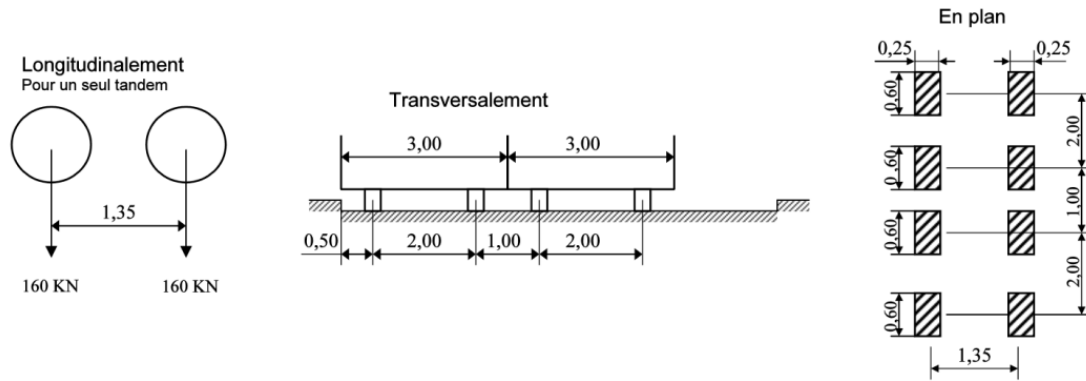 Longitudinalement
Pour un seul tandem
1,35
160 KN
160 KN
Transversalement
3,00
3,00
0,50
2,00
1,00
2,00
En plan
0,25
0,25
0,60
2,00
0,60
1,00
0,60
2,00
0,60
1,35